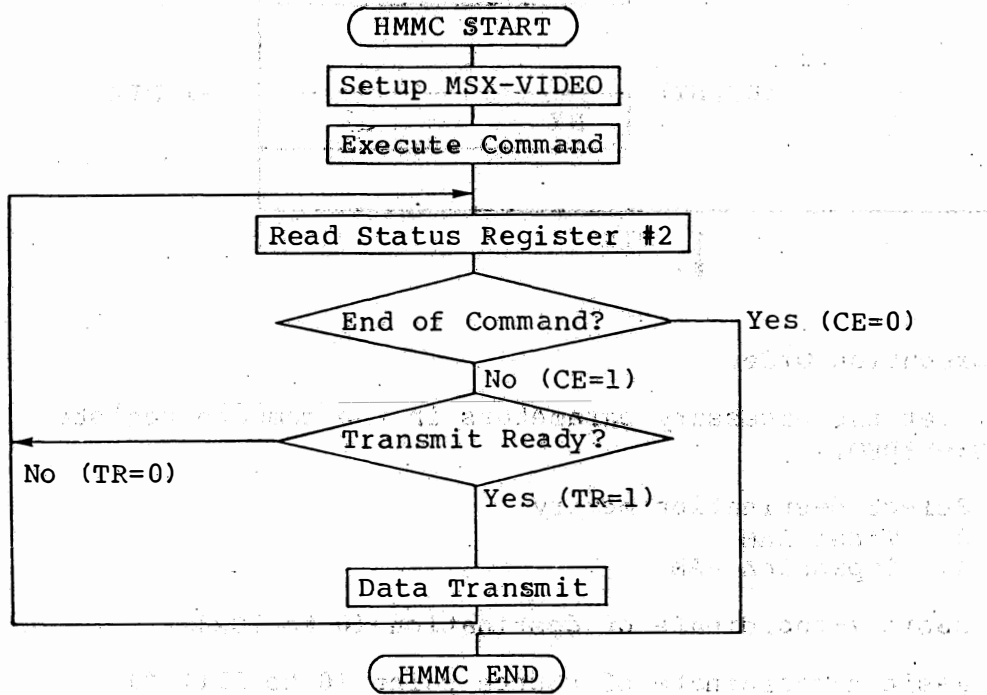 HMMC START
Setup MSX-VIDEO
Execute Command
Read Status Register #2
End of Command?
Yes (CE=0)
No (CE=1)
Transmit Ready?
No (TR=0)
Yes (TR=1)
Data Transmit
HMMC END